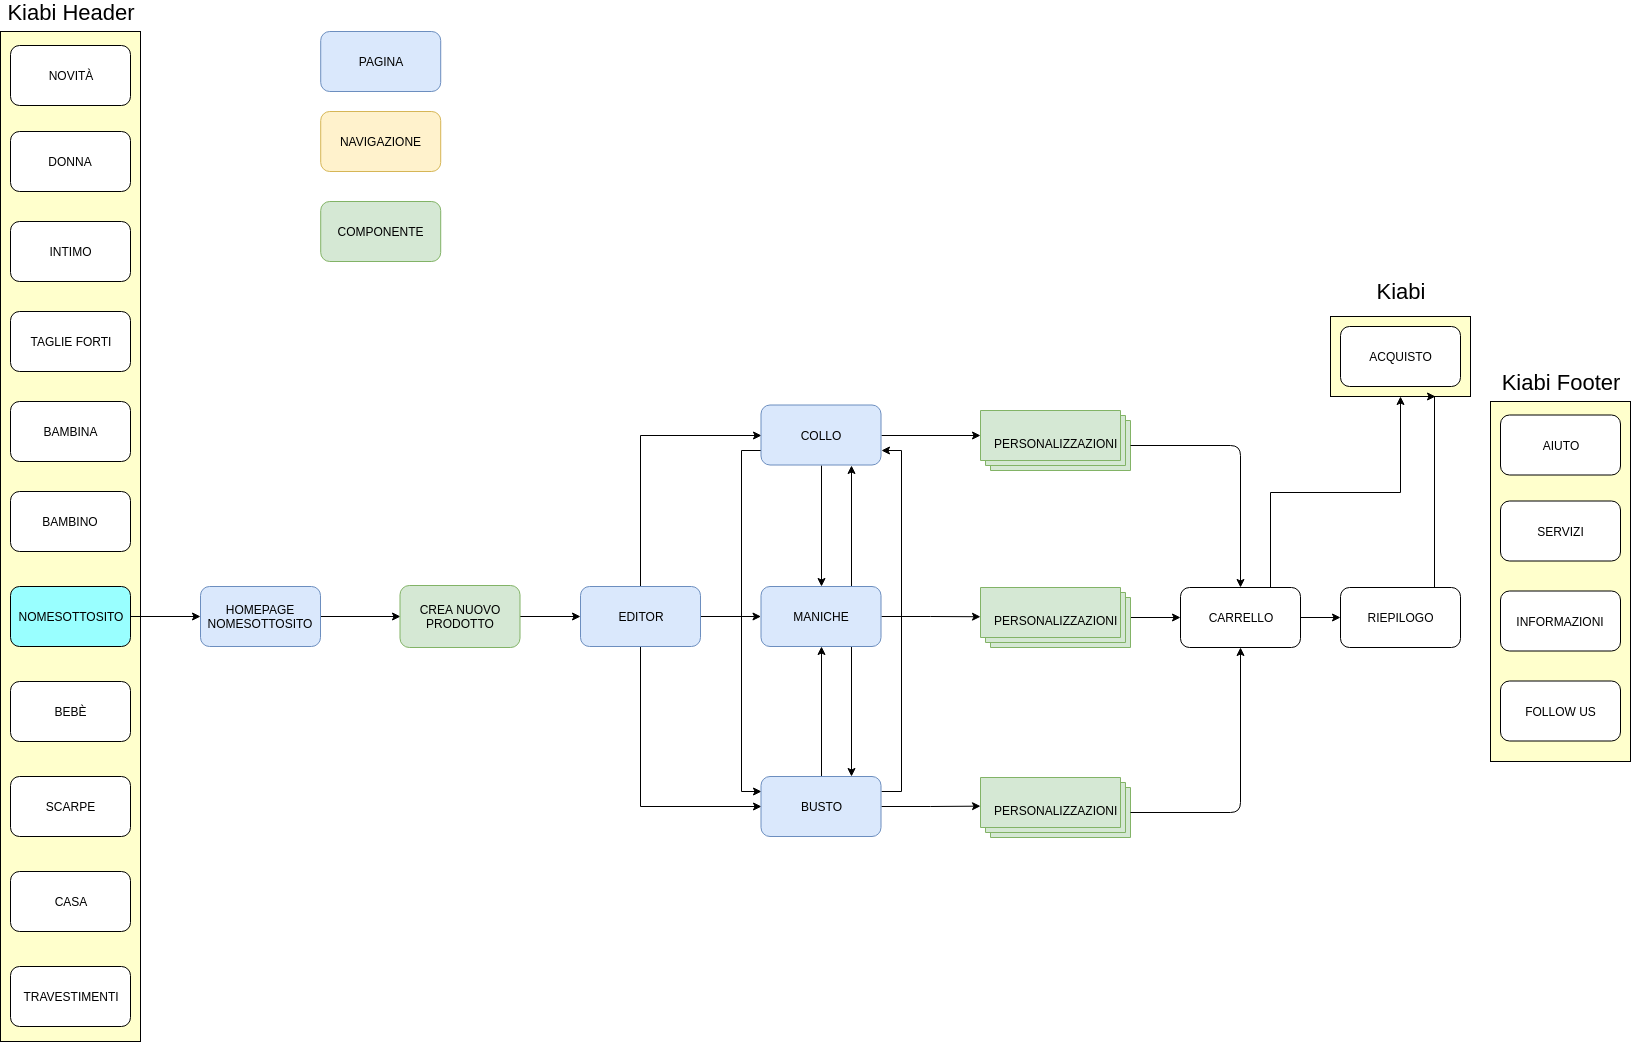 Kiabi Header
NOVITÀ
DONNA
INTIMO
TAGLIE FORTI
BAMBINA
BAMBINO
NOMESOTTOSITO
BEBÈ
SCARPE
CASA
TRAVESTIMENTI
PAGINA
NAVIGAZIONE
COMPONENTE
HOMEPAGE
NOMESOTTOSITO
CREA NUOVO
PRODOTTO
EDITOR
COLLO
MANICHE
BUSTO
PERSONALIZZAZIONI
PERSONALIZZAZIONI
PERSONALIZZAZIONI
CARRELLO
RIEPILOGO
Kiabi
ACQUISTO
Kiabi Footer
AIUTO
SERVIZI
INFORMAZIONI
FOLLOW US